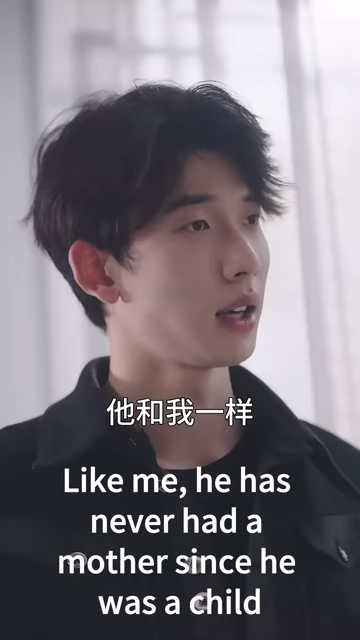 他和我一样
Like me, he has
never had a
mother since he
was a child